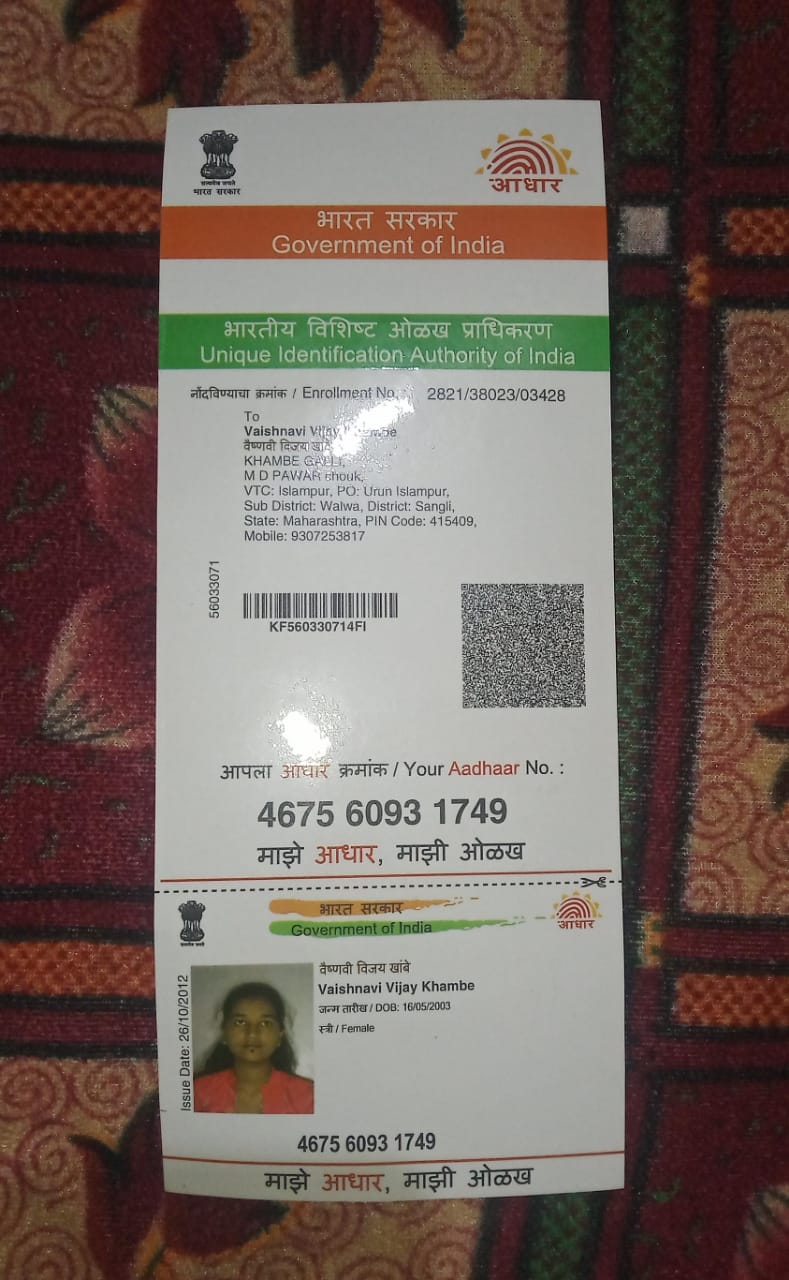 सत्यमेव जयते
भारत सरकार
आधार
भारत सरकार
Government of India
भारतीय विशिष्ट ओळख प्राधिकरण
Unique Identification Authority of India
नोंदविण्याचा क्रमांक / Enrollment No. 2821/38023/03428
To
Vaishnavi Vijay
वैष्णवी विजय
KHAMBE
M D PAWAR
VTC: Islampur, PO: Urun Islampur,
Sub District: Walwa, District: Sangli,
State: Maharashtra, PIN Code: 415409,
Mobile: 9307253817
56033071
KF560330714FI
आपला आधार क्रमांक / Your Aadhaar No. :
4675 6093 1749
माझे आधार, माझी ओळख
भारत सरकार
Government of India
आधार
वैष्णवी विजय खांबे
Vaishnavi Vijay Khambe
जन्म तारीख / DOB: 16/05/2003
स्त्री / Female
Issue Date: 26/10/2012
4675 6093 1749
माझे आधार, माझी ओळख